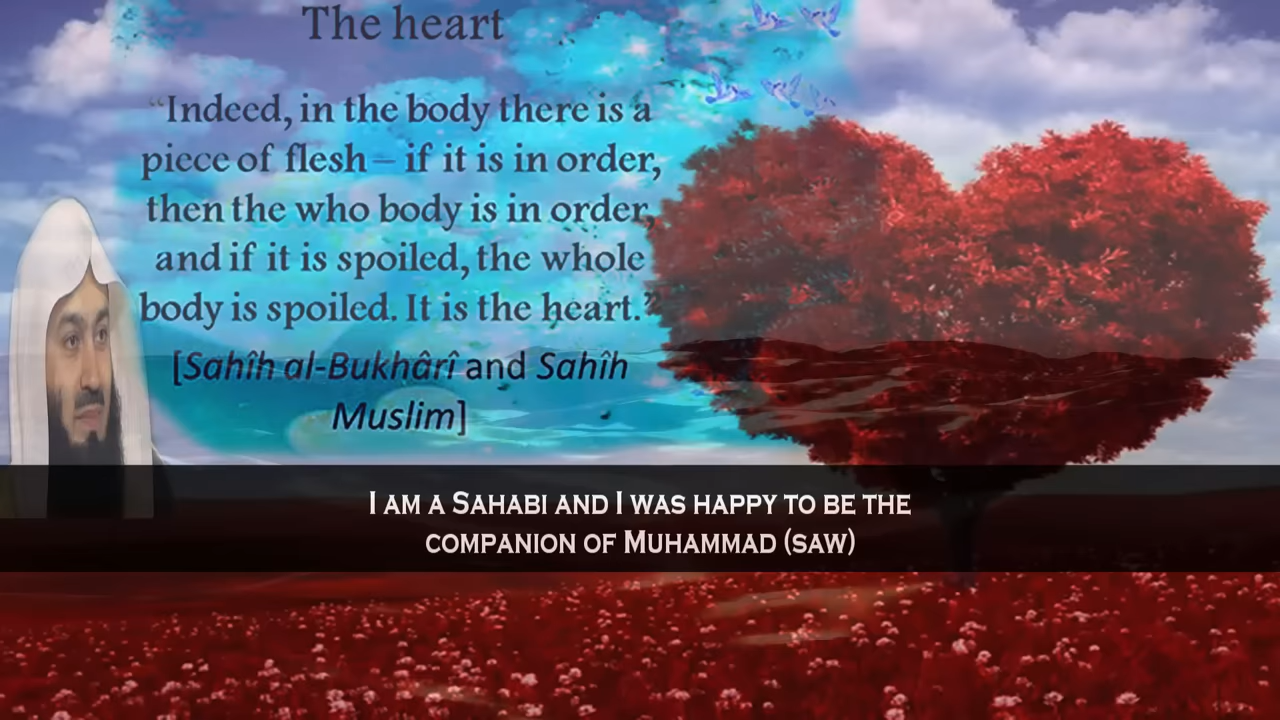 The heart
“Indeed, in the body there is a
piece of flesh – if it is in order,
then the who body is in order,
and if it is spoiled, the whole
body is spoiled. It is the heart.”
[Sahîh al-Bukhârî and Sahîh
Muslim]
I AM A SAHABI AND I WAS HAPPY TO BE THE
COMPANION OF MUHAMMAD (SAW)